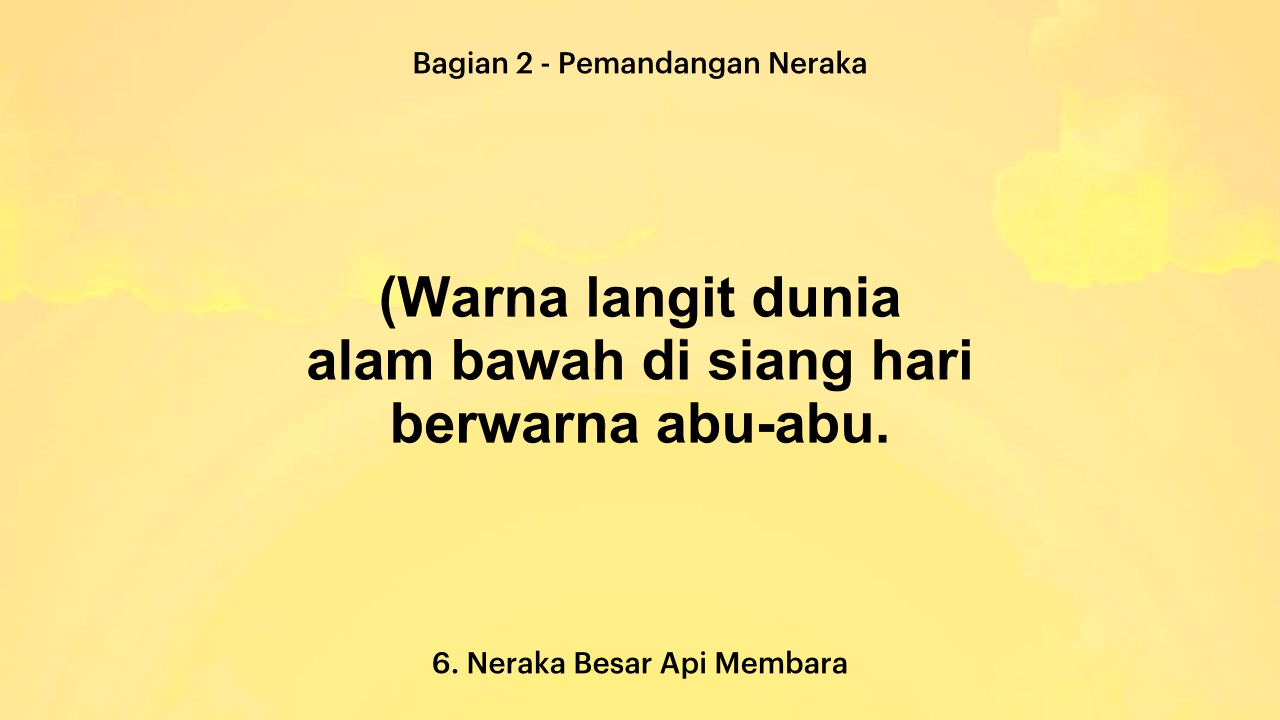 Bagian 2 - Pemandangan Neraka
(Warna langit dunia
alam bawah di siang hari
berwarna abu-abu.
6. Neraka Besar Api Membara